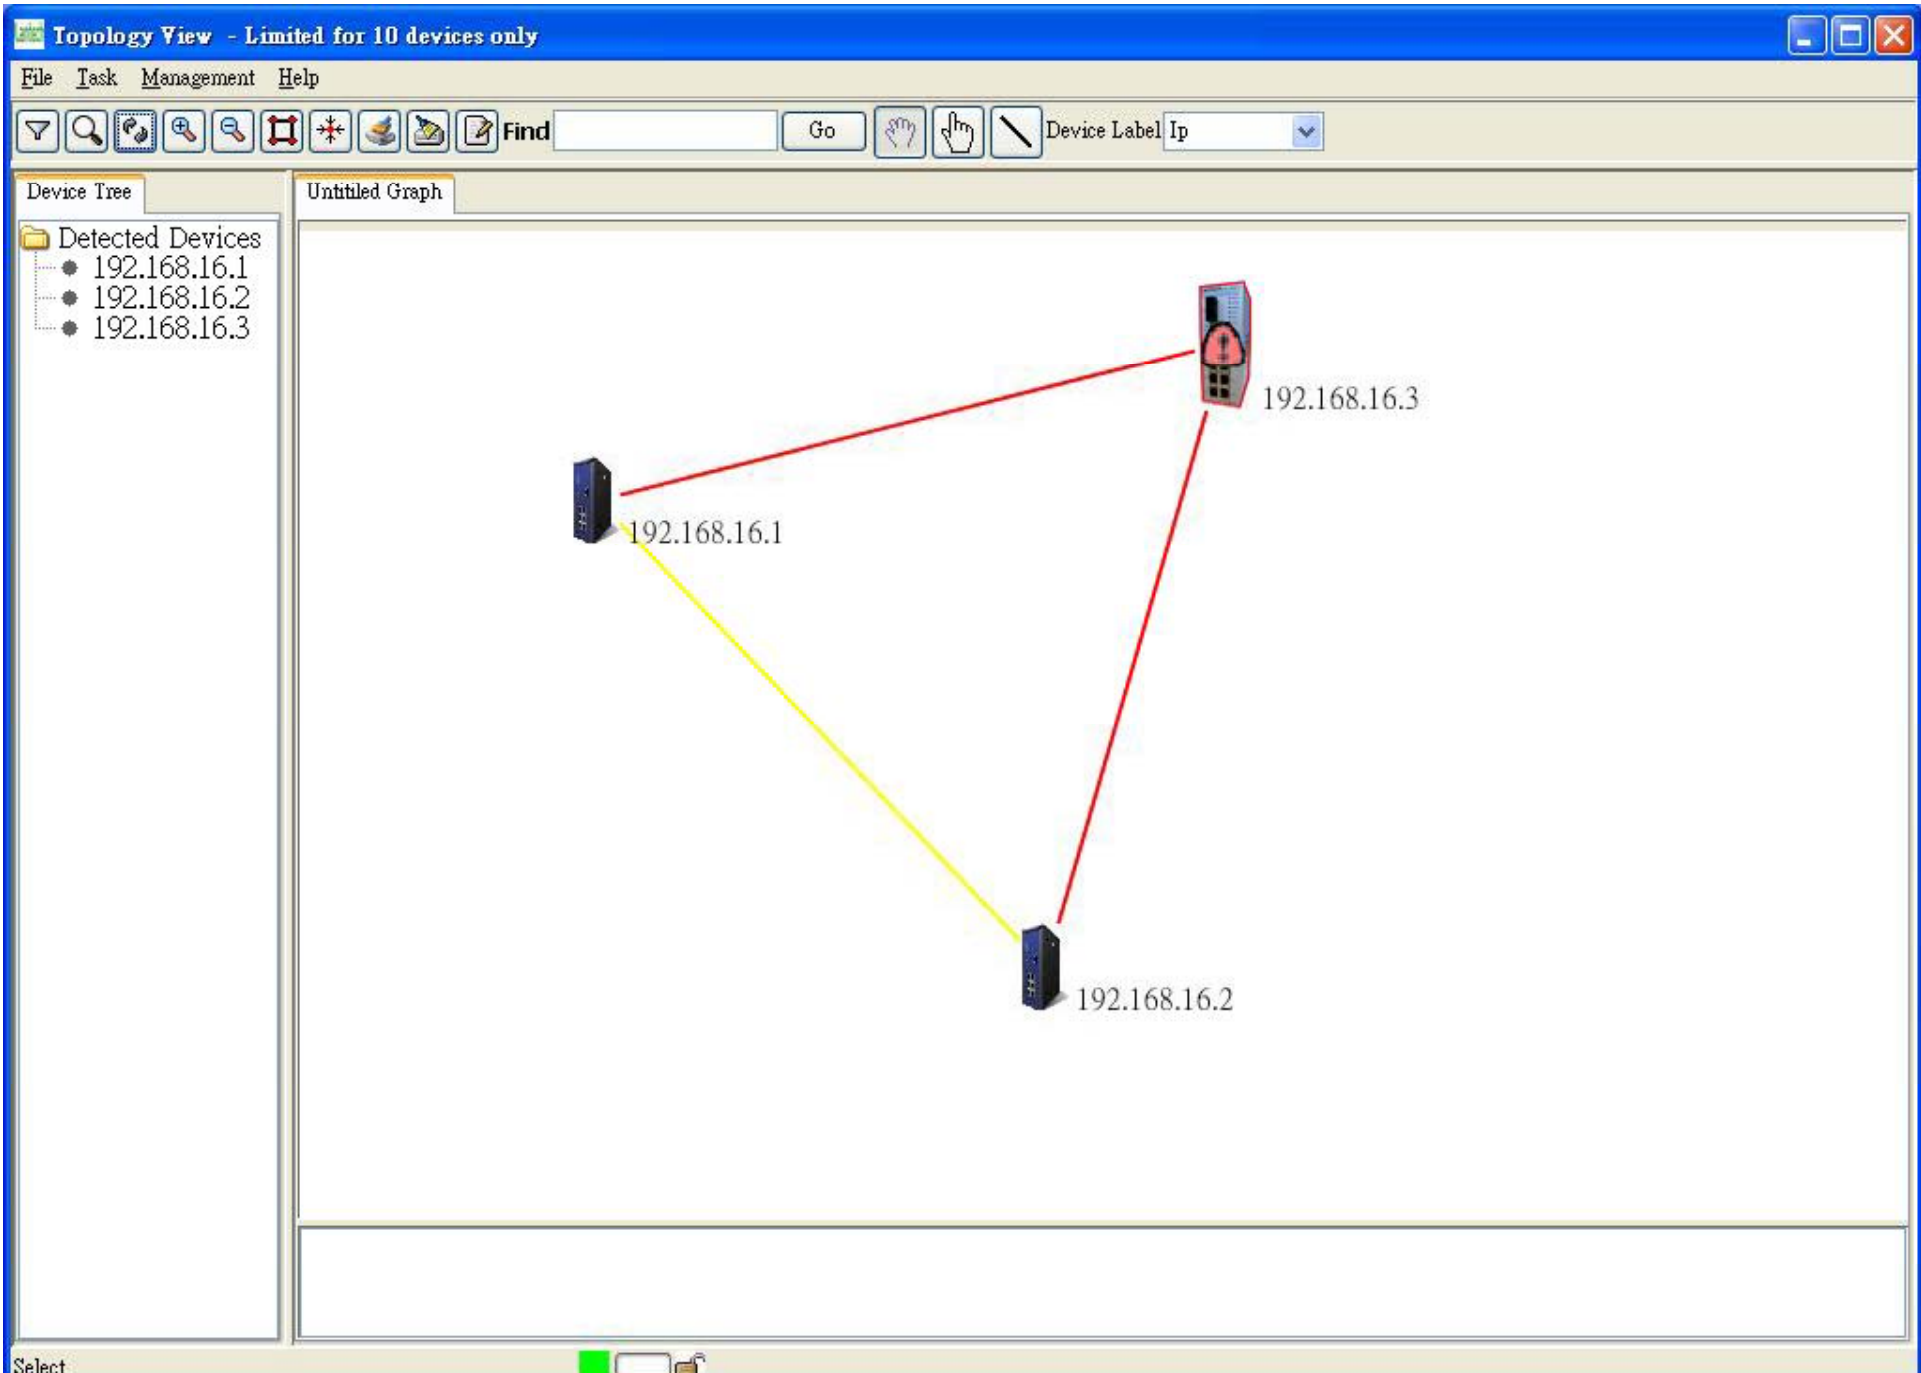 Topology View - Limited for 10 devices only
File Task Management Help
Find Go Device Label Ip
Device Tree
Untitiled Graph
Detected Devices
192.168.16.1
192.168.16.2
192.168.16.3
192.168.16.3
192.168.16.1
192.168.16.2
Select